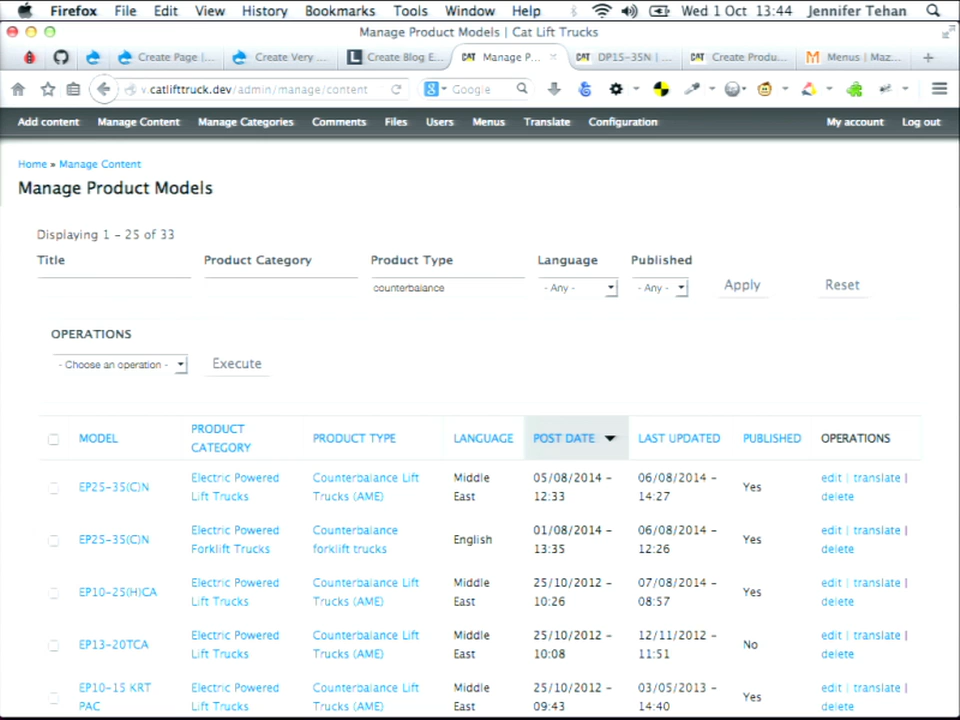 Firefox File Edit View History Bookmarks Tools Window Help Wed 1 Oct 13:44 Jennifer Tehan
Manage Product Models | Cat Lift Trucks
Create Page |... Create Very ... L Create Blog E... CAT Manage P... × CAT DP15-35N | ... CAT Create Produ... M Menus | Maz... +
v.catlifttruck.dev/admin/manage/content Google
Add content Manage Content Manage Categories Comments Files Users Menus Translate Configuration My account Log out
Home » Manage Content
Manage Product Models
Displaying 1 - 25 of 33
Title Product Category Product Type Language Published
counterbalance - Any - - Any - Apply Reset
OPERATIONS
- Choose an operation - Execute
MODEL PRODUCT CATEGORY PRODUCT TYPE LANGUAGE POST DATE LAST UPDATED PUBLISHED OPERATIONS
EP25-35(C)N Electric Powered Lift Trucks Counterbalance Lift Trucks (AME) Middle East 05/08/2014 - 12:33 06/08/2014 - 14:27 Yes edit | translate | delete
EP25-35(C)N Electric Powered Forklift Trucks Counterbalance forklift trucks English 01/08/2014 - 13:35 06/08/2014 - 12:26 Yes edit | translate | delete
EP10-25(H)CA Electric Powered Lift Trucks Counterbalance Lift Trucks (AME) Middle East 25/10/2012 - 10:26 07/08/2014 - 08:57 Yes edit | translate | delete
EP13-20TCA Electric Powered Lift Trucks Counterbalance Lift Trucks (AME) Middle East 25/10/2012 - 10:08 12/11/2012 - 11:51 No edit | translate | delete
EP10-15 KRT PAC Electric Powered Lift Trucks Counterbalance Lift Trucks (AME) Middle East 25/10/2012 - 09:43 03/05/2013 - 14:40 Yes edit | translate | delete